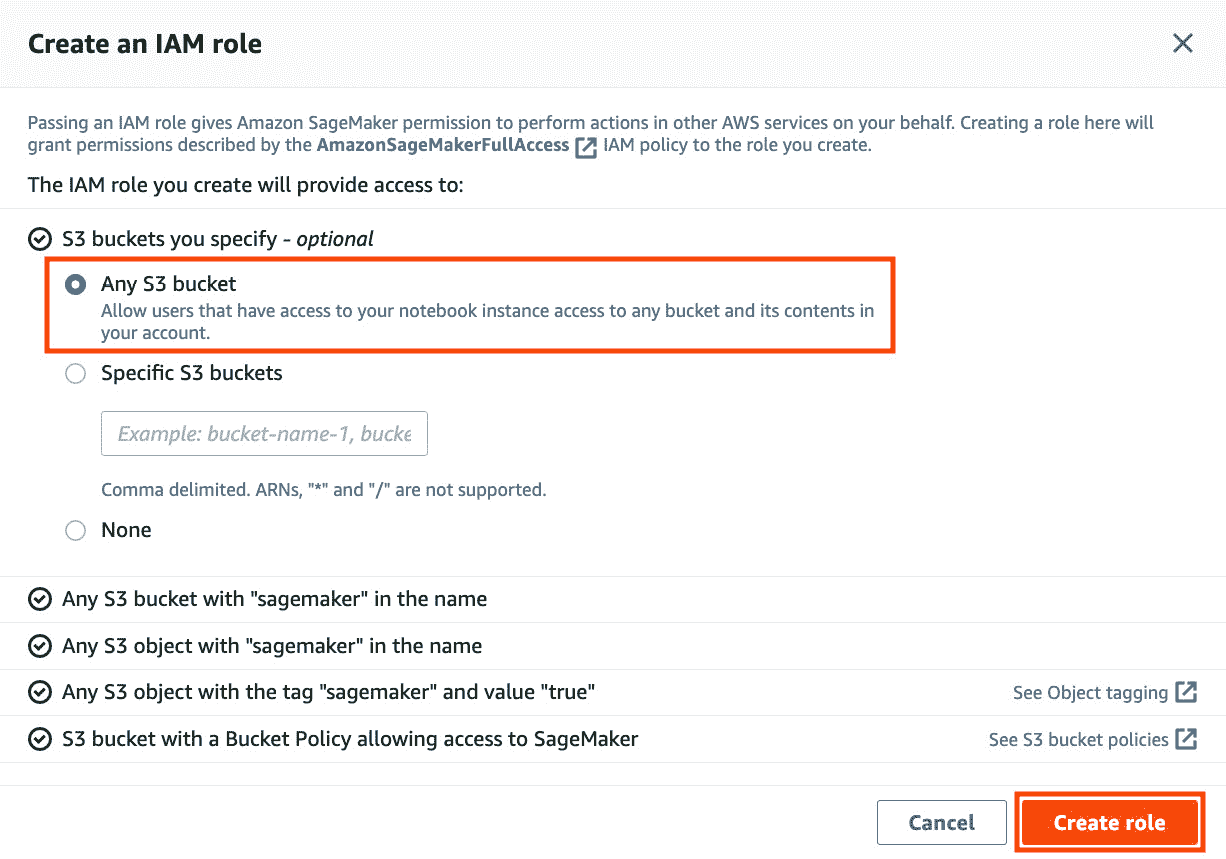 Create an IAM role
Passing an IAM role gives Amazon SageMaker permission to perform actions in other AWS services on your behalf. Creating a role here will
grant permissions described by the AmazonSageMakerFullAccess IAM policy to the role you create.
The IAM role you create will provide access to:
S3 buckets you specify - optional
Any S3 bucket
Allow users that have access to your notebook instance access to any bucket and its contents in
your account.
Specific S3 buckets
Example: bucket-name-1, bucke
Comma delimited. ARNs, "*" and "/" are not supported.
None
Any S3 bucket with "sagemaker" in the name
Any S3 object with "sagemaker" in the name
Any S3 object with the tag "sagemaker" and value "true" See Object tagging
S3 bucket with a Bucket Policy allowing access to SageMaker See S3 bucket policies
Cancel Create role